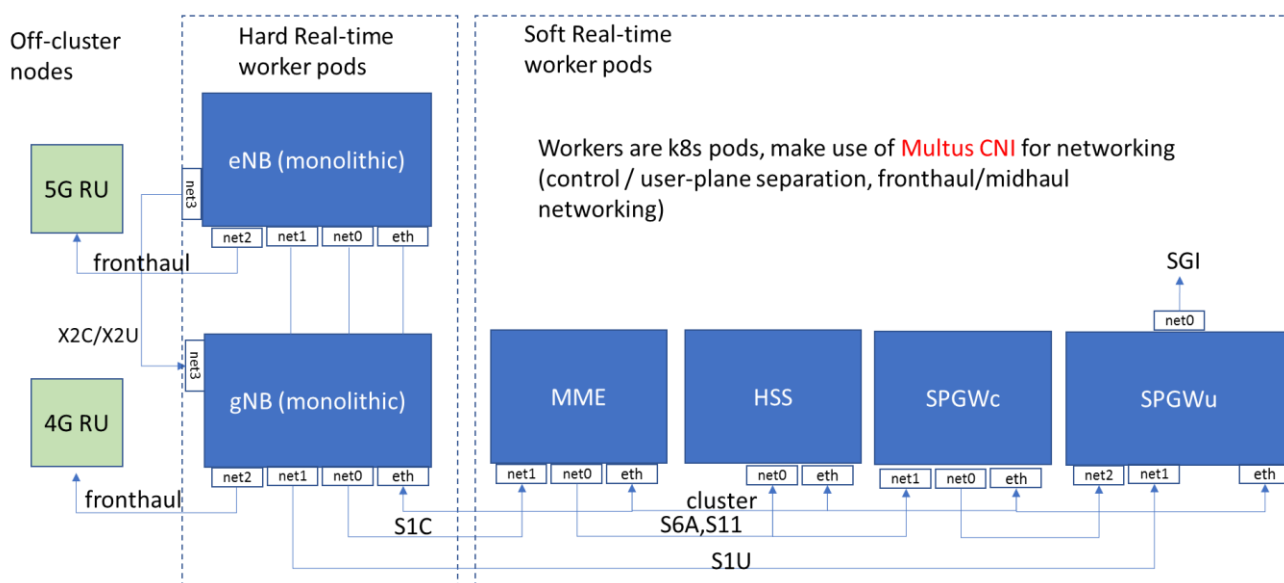 Off-cluster
nodes
Hard Real-time
worker pods
Soft Real-time
worker pods
Workers are k8s pods, make use of Multus CNI for networking
(control / user-plane separation, fronthaul/midhaul
networking)
eNB (monolithic)
net3
net2 net1 net0 eth
5G RU
fronthaul
X2C/X2U
net3
gNB (monolithic)
net2 net1 net0 eth
4G RU
fronthaul
SGI
net0
MME
net1 net0 eth
HSS
net0 eth
SPGWc
net1 net0 eth
SPGWu
net2 net1 eth
cluster
S1C
S6A,S11
S1U